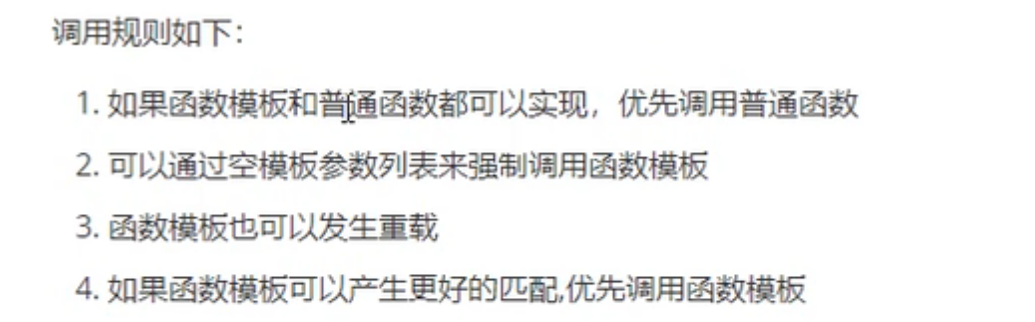 调用规则如下：
1. 如果函数模板和普通函数都可以实现，优先调用普通函数
2. 可以通过空模板参数列表来强制调用函数模板
3. 函数模板也可以发生重载
4. 如果函数模板可以产生更好的匹配,优先调用函数模板